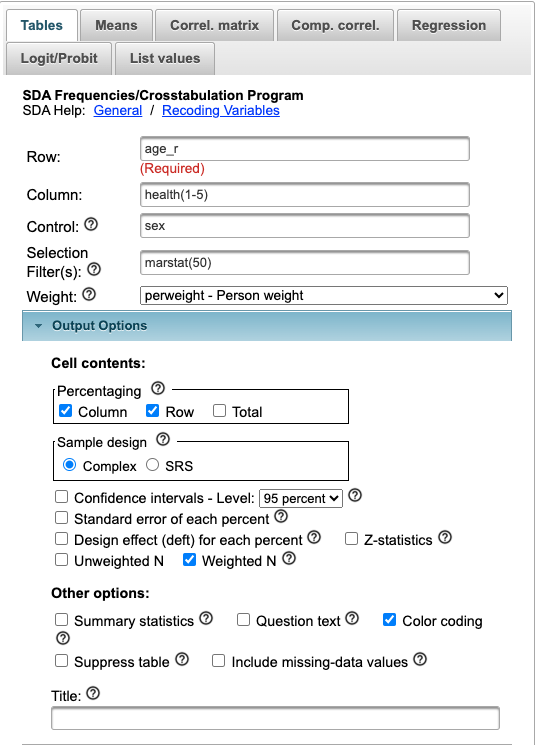 Tables Means Correl. matrix Comp. correl. Regression
Logit/Probit List values
SDA Frequencies/Crosstabulation Program
SDA Help: General / Recoding Variables
Row: age_r
(Required)
Column: health(1-5)
Control: ? sex
Selection
Filter(s): ? marstat(50)
Weight: ? perweight - Person weight
Output Options
Cell contents:
Percentaging ?
Column Row Total
Sample design ?
Complex SRS
Confidence intervals - Level: 95 percent ?
Standard error of each percent ?
Design effect (deft) for each percent ? Z-statistics ?
Unweighted N Weighted N ?
Other options:
Summary statistics ? Question text ? Color coding
?
Suppress table ? Include missing-data values ?
Title: ?